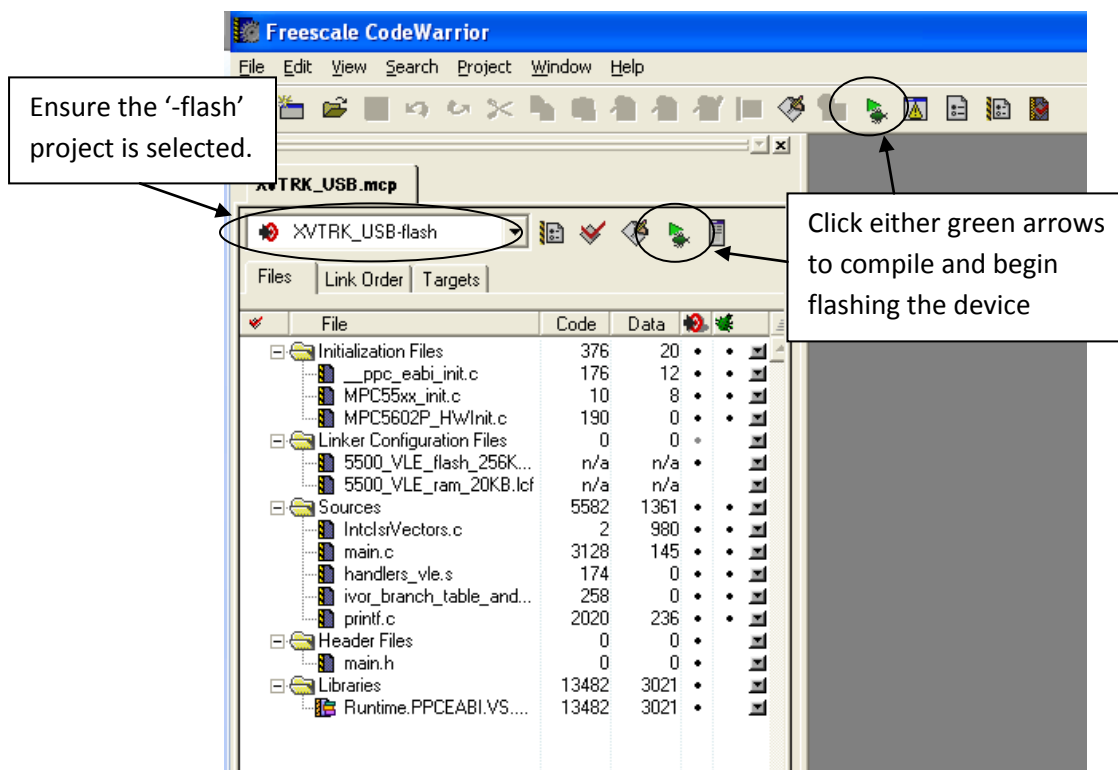 Freescale CodeWarrior
File Edit View Search Project Window Help
Ensure the ‘-flash’
project is selected.
XVTRK_USB.mcp
XVTRK_USB-flash
Click either green arrows
to compile and begin
flashing the device
Files Link Order Targets
File Code Data
Initialization Files 376 20
__ppc_eabi_init.c 176 12
MPC55xx_init.c 10 8
MPC5602P_HWInit.c 190 0
Linker Configuration Files 0 0
5500_VLE_flash_256K... n/a n/a
5500_VLE_ram_20KB.lcf n/a n/a
Sources 5582 1361
IntcIsrVectors.c 2 980
main.c 3128 145
handlers_vle.s 174 0
ivor_branch_table_and... 258 0
printf.c 2020 236
Header Files 0 0
main.h 0 0
Libraries 13482 3021
Runtime.PPCEABI.VS.... 13482 3021